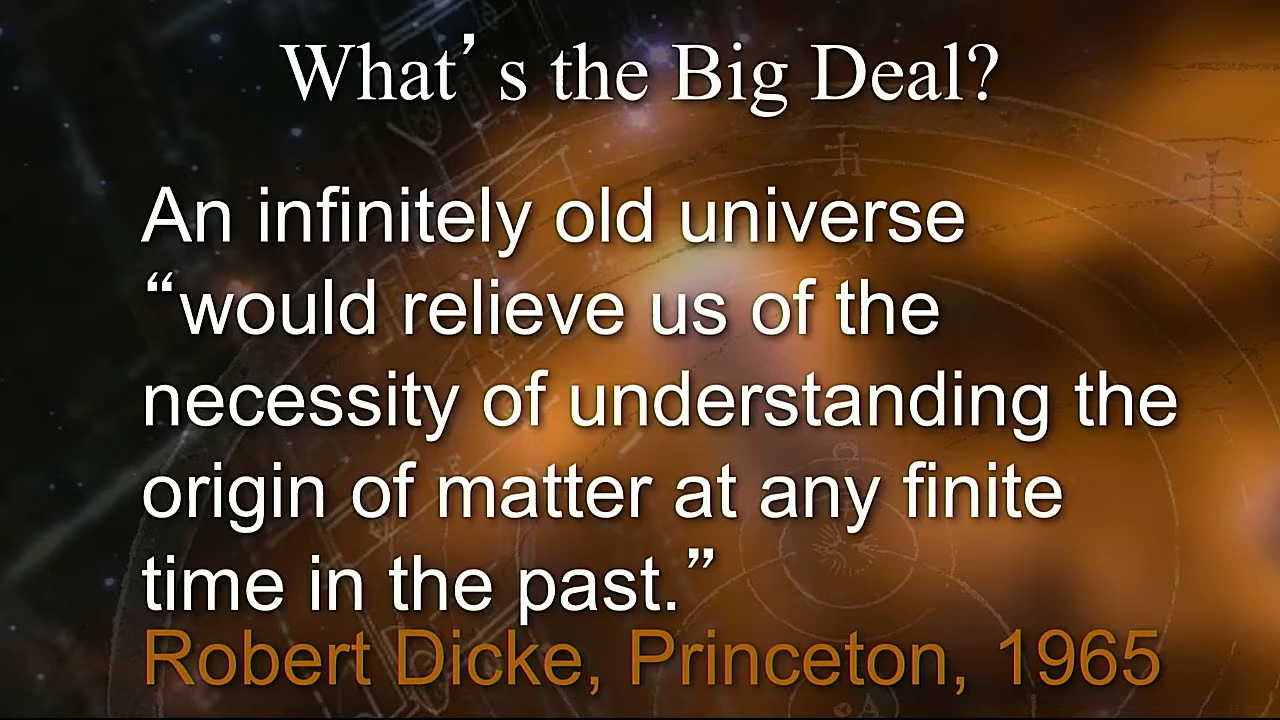 What’s the Big Deal?
An infinitely old universe
“would relieve us of the
necessity of understanding the
origin of matter at any finite
time in the past.”
Robert Dicke, Princeton, 1965